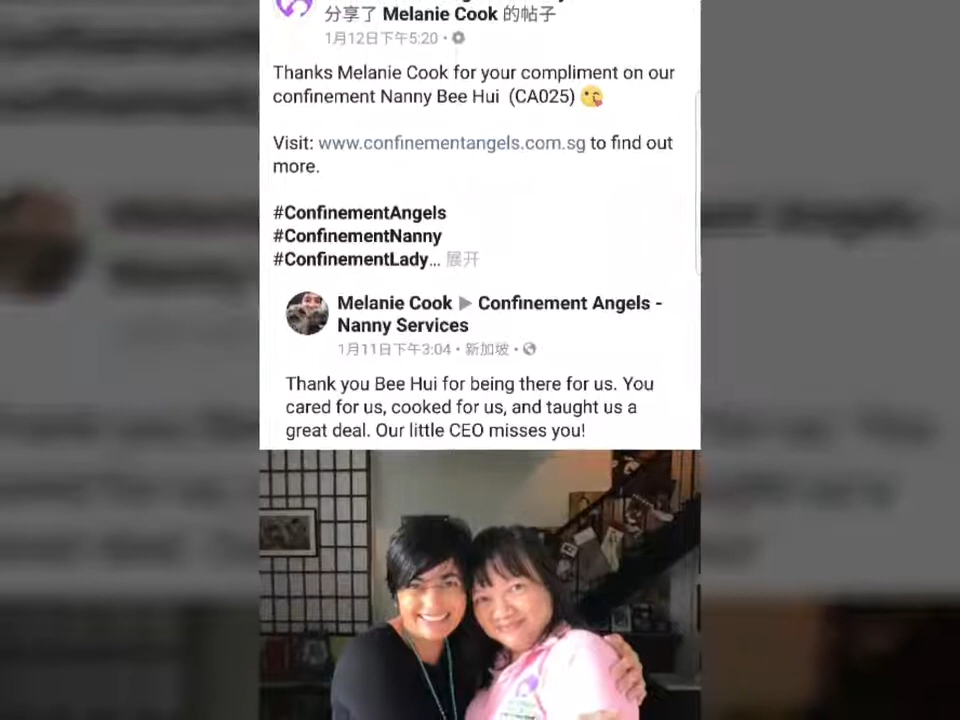 分享了 Melanie Cook 的帖子
1月12日下午5:20 ·
Thanks Melanie Cook for your compliment on our
confinement Nanny Bee Hui (CA025) 😘
Visit: www.confinementangels.com.sg to find out
more.
#ConfinementAngels
#ConfinementNanny
#ConfinementLady... 展开
Melanie Cook ▶ Confinement Angels -
Nanny Services
1月11日下午3:04 · 新加坡 ·
Thank you Bee Hui for being there for us. You
cared for us, cooked for us, and taught us a
great deal. Our little CEO misses you!